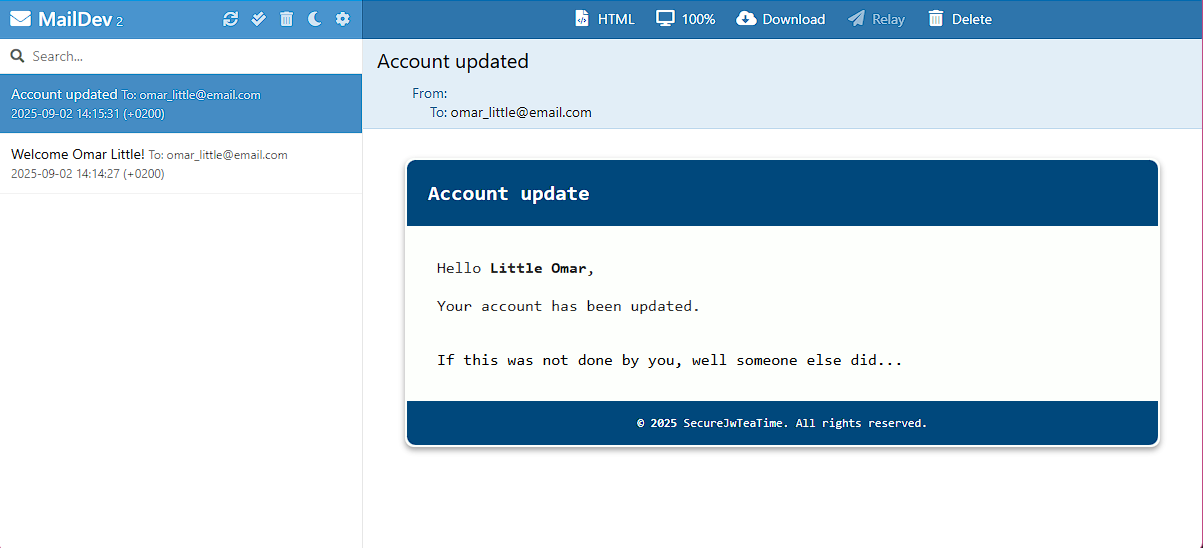 MailDev 2
HTML 100% Download Relay Delete
Search...
Account updated To: omar_little@email.com
2025-09-02 14:15:31 (+0200)
Welcome Omar Little! To: omar_little@email.com
2025-09-02 14:14:27 (+0200)
Account updated
From:
To: omar_little@email.com
Account update
Hello Little Omar,
Your account has been updated.
If this was not done by you, well someone else did...
© 2025 SecureJwTeaTime. All rights reserved.